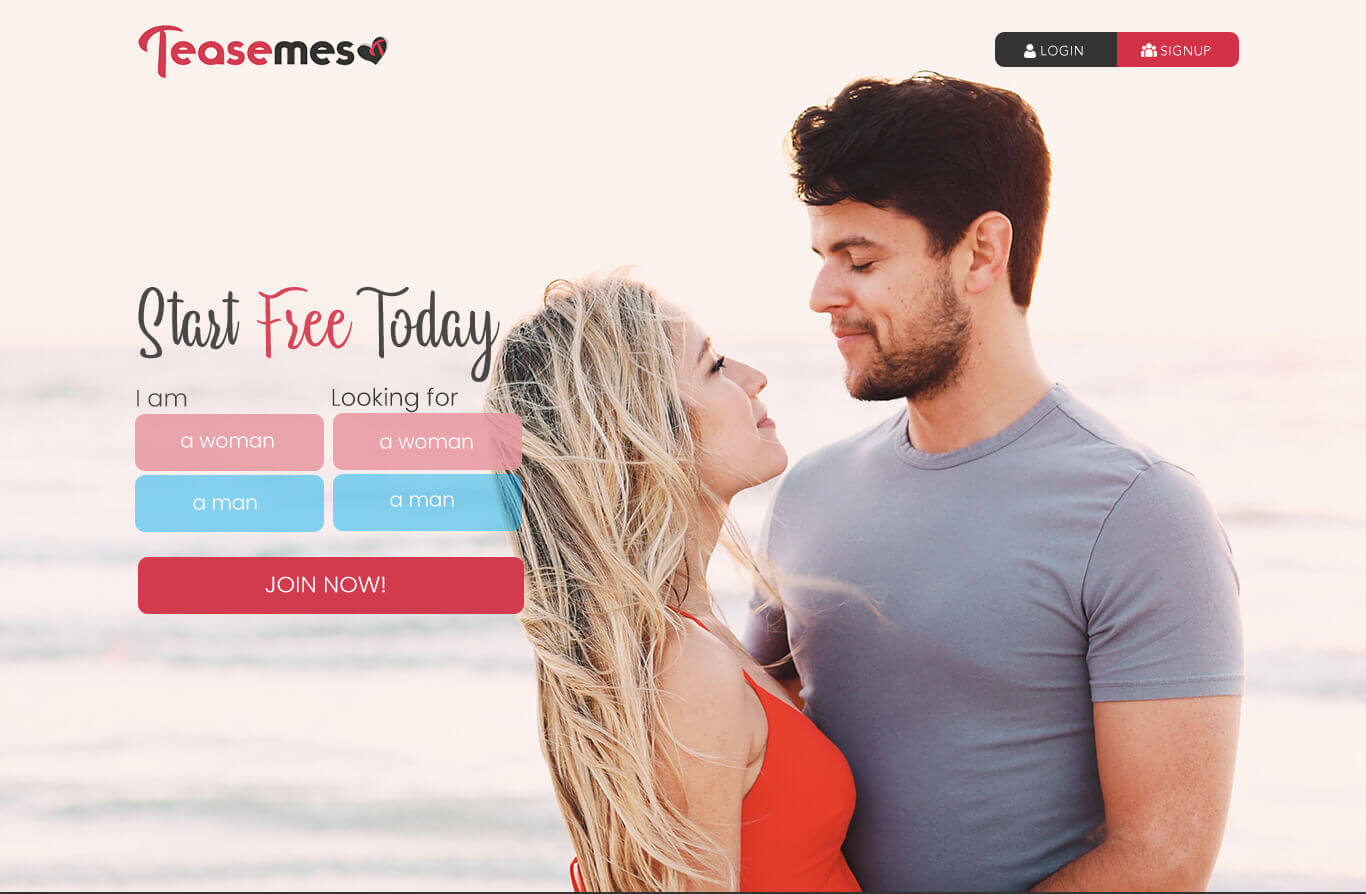 Teasemes
LOGIN
SIGNUP
Start Free Today
I am
Looking for
a woman
a woman
a man
a man
JOIN NOW!